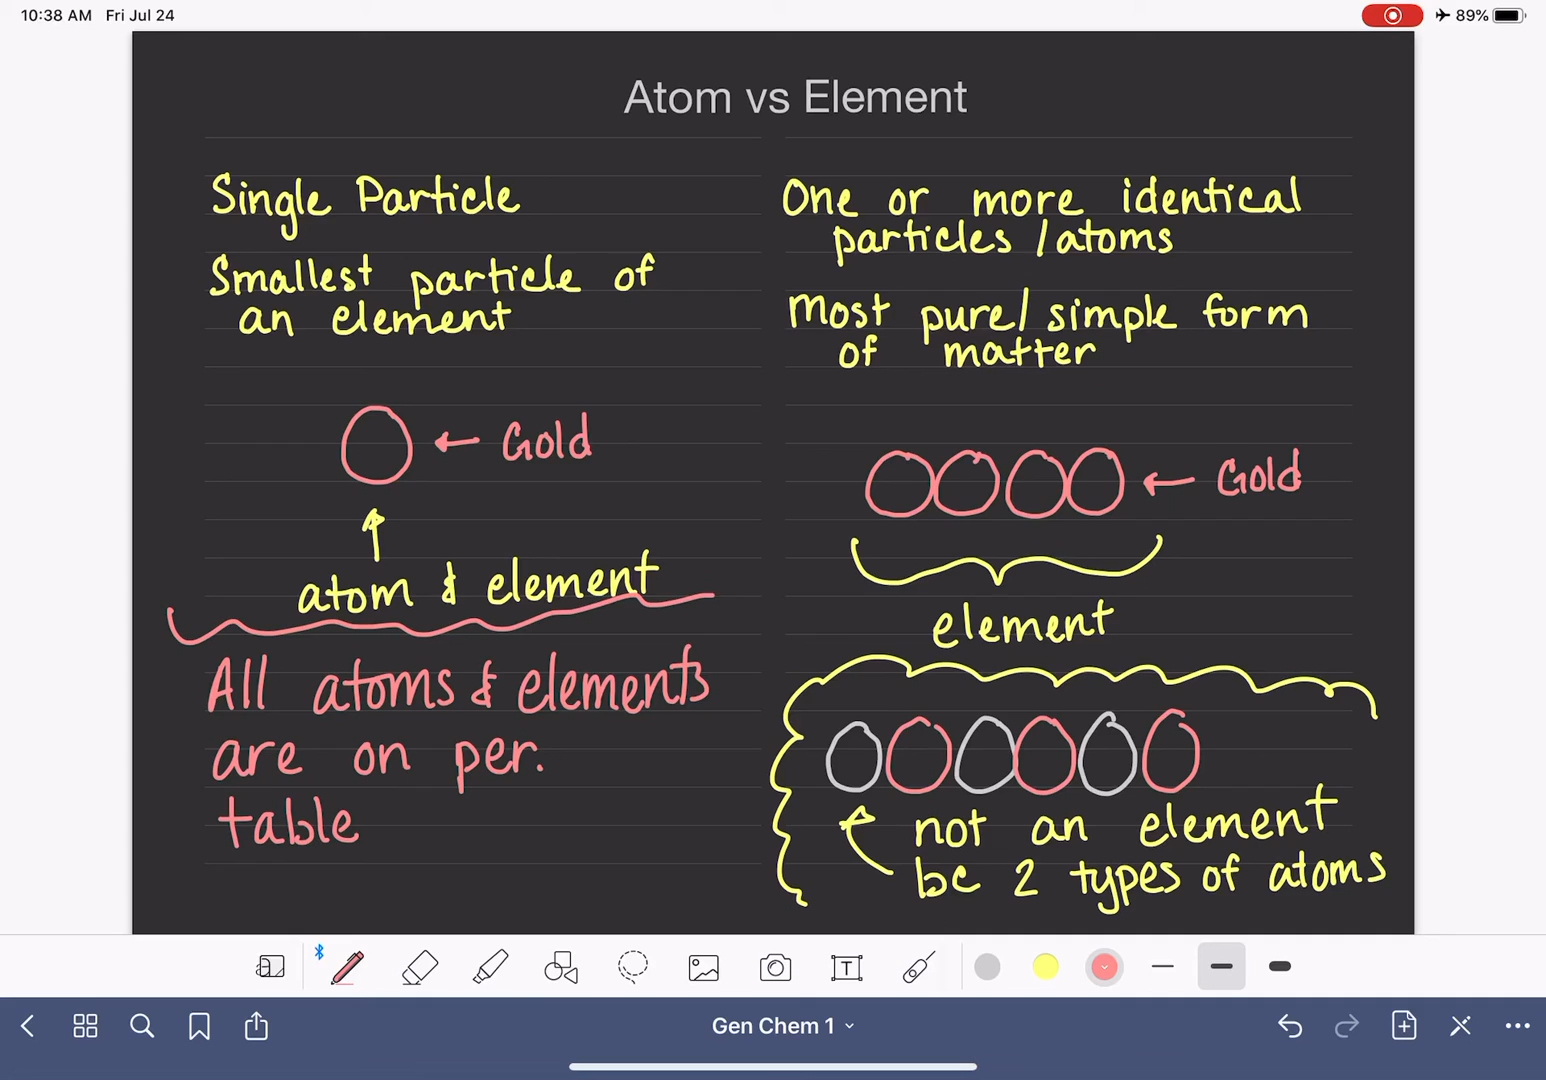 10:38 AM Fri Jul 24
89%
Atom vs Element
Single Particle
Smallest particle of
an element
← Gold
atom & element
All atoms & elements
are on per.
table
One or more identical
particles / atoms
Most pure / simple form
of matter
← Gold
element
not an element
bc 2 types of atoms
T
Gen Chem 1